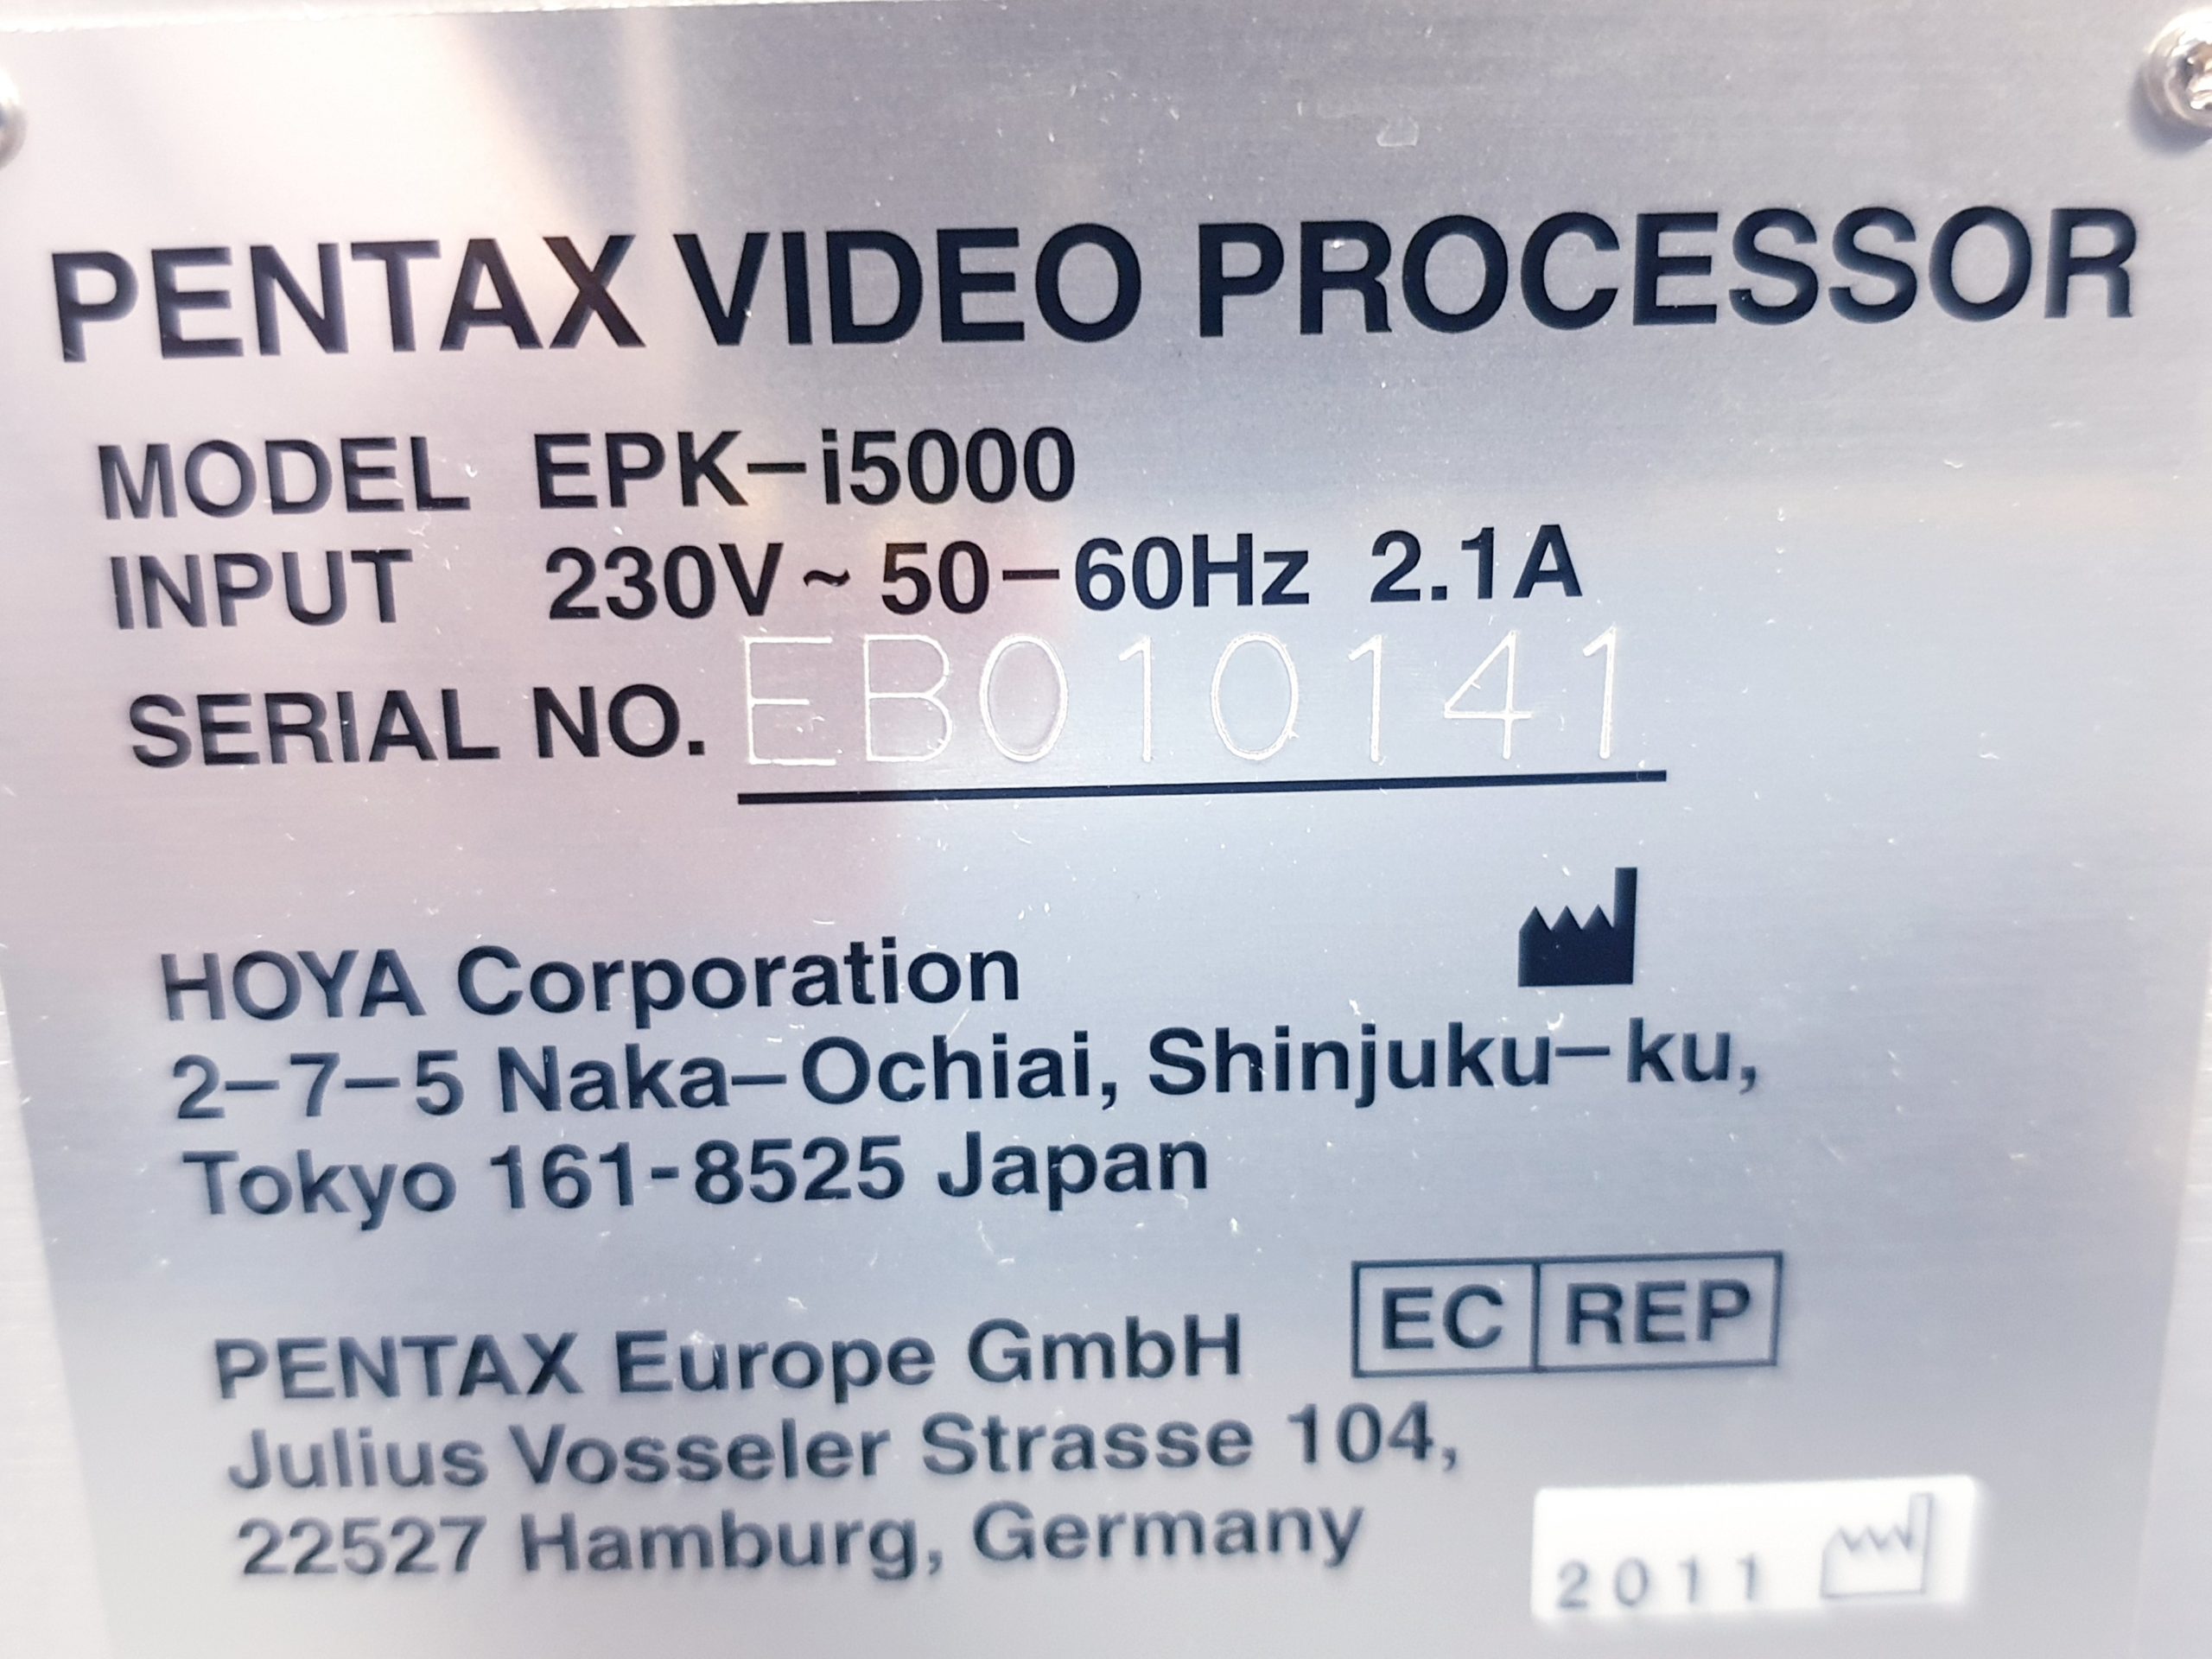 PENTAX VIDEO PROCESSOR
MODEL EPK-i5000
INPUT 230V~50-60Hz 2.1A
SERIAL NO. EB010141
HOYA Corporation
2-7-5 Naka-Ochiai, Shinjuku-ku,
Tokyo 161-8525 Japan
PENTAX Europe GmbH EC REP
Julius Vosseler Strasse 104,
22527 Hamburg, Germany
2011